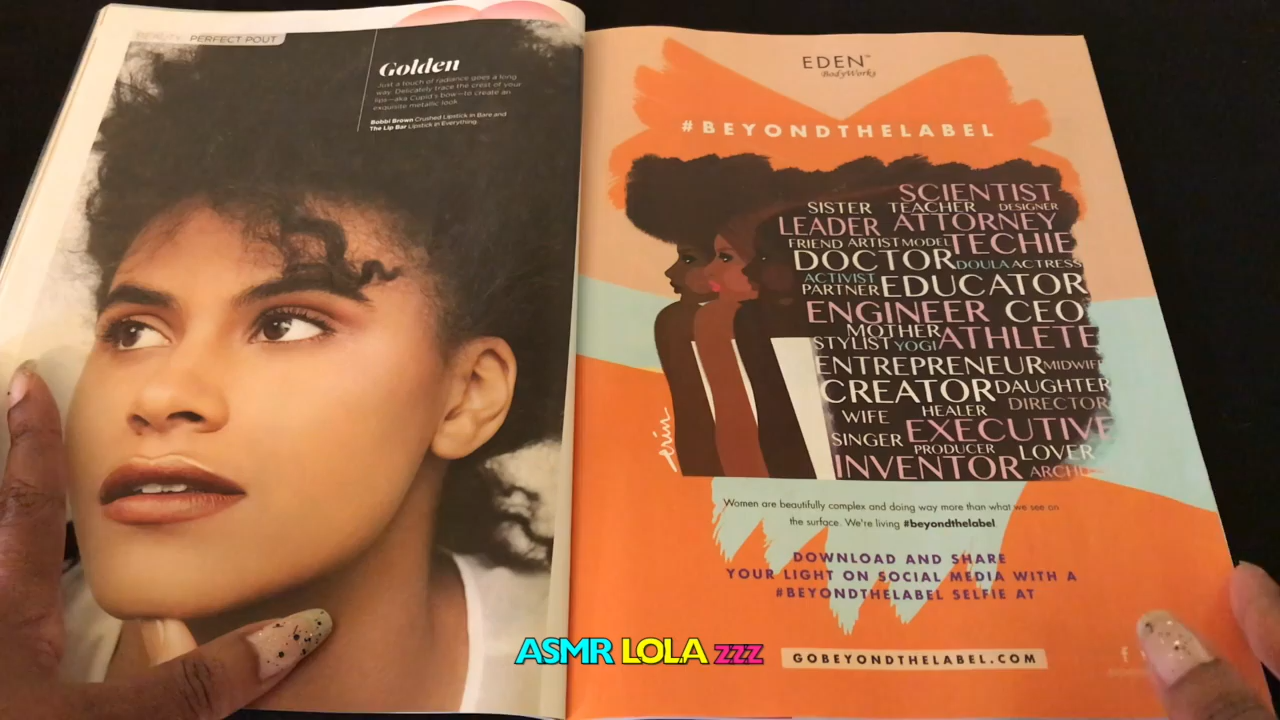 BEAUTY PERFECT POUT
Golden
Just a touch of radiance goes a long
way. Delicately trace the crest of your
lips—aka Cupid's bow—to create an
exquisite metallic look.
Bobbi Brown Crushed Lipstick in Bare and
The Lip Bar Lipstick in Everything.
EDEN™
BodyWorks
#BEYONDTHELABEL
SCIENTIST
SISTER TEACHER DESIGNER
LEADER ATTORNEY
FRIEND ARTIST MODEL TECHIE
DOCTOR DOULA ACTRESS
ACTIVIST
PARTNER EDUCATOR
ENGINEER CEO
MOTHER
STYLIST YOGI ATHLETE
ENTREPRENEUR MIDWIFE
CREATOR DAUGHTER
WIFE HEALER DIRECTOR
SINGER EXECUTIVE
PRODUCER LOVER
INVENTOR
erin
Women are beautifully complex and doing way more than what we see on
the surface. We're living #beyondthelabel
DOWNLOAD AND SHARE
YOUR LIGHT ON SOCIAL MEDIA WITH A
#BEYONDTHELABEL SELFIE AT
GOBEYONDTHELABEL.COM
f
ASMR LOLA ZZZ